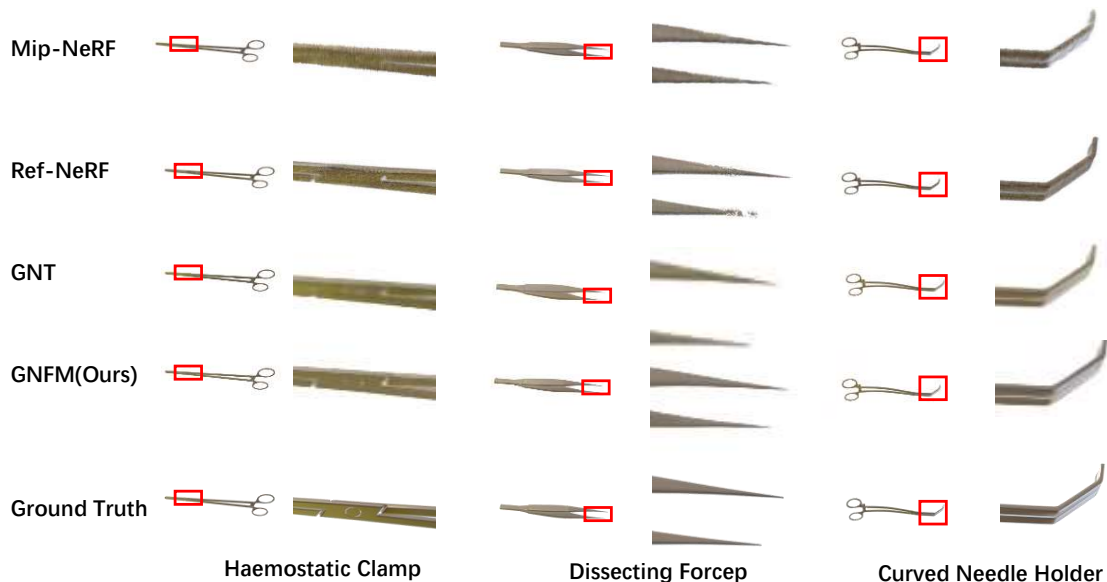 Mip-NeRF
Ref-NeRF
GNT
GNFM(Ours)
Ground Truth
Haemostatic Clamp
Dissecting Forcep
Curved Needle Holder